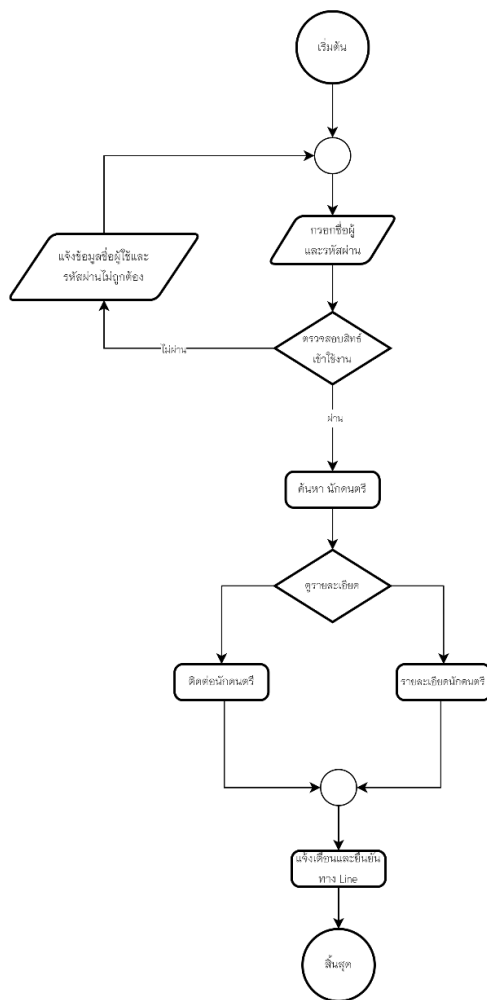 เริ่มต้น
กรอกชื่อผู้
และรหัสผ่าน
แจ้งข้อมูลชื่อผู้ใช้และ
รหัสผ่านไม่ถูกต้อง
ตรวจสอบสิทธ์
เข้าใช้งาน
ไม่ผ่าน
ผ่าน
ค้นหา นักดนตรี
ดูรายละเอียด
ติดต่อนักดนตรี
รายละเอียดนักดนตรี
แจ้งเตือนและยืนยัน
ทาง Line
สิ้นสุด